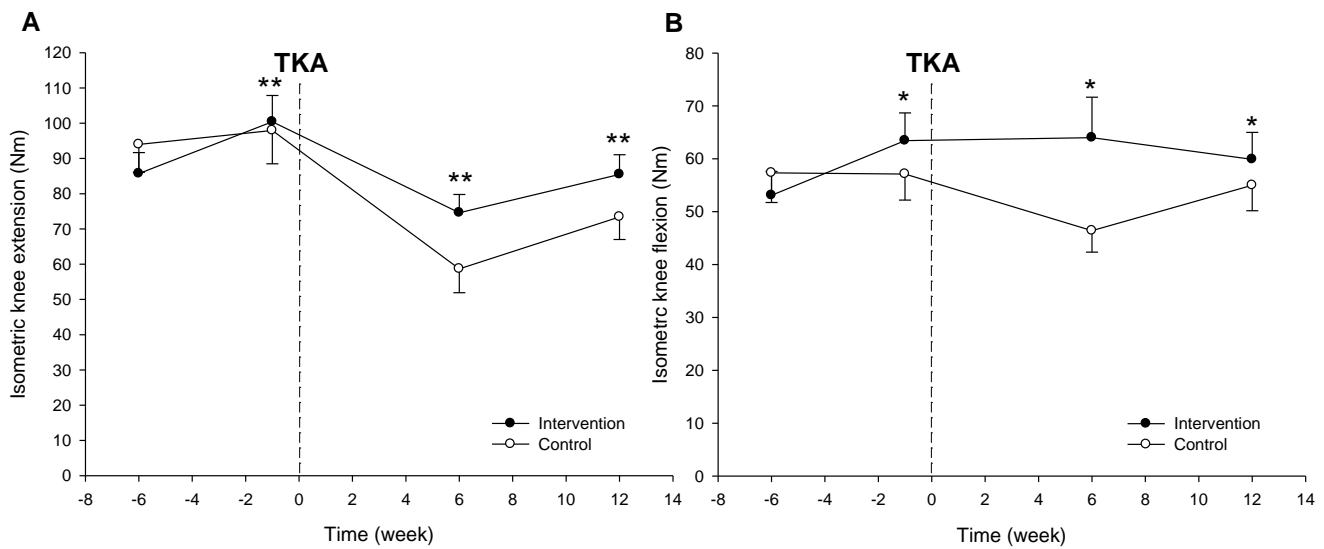 A
Isometric knee extension (Nm)
120
110
100
90
80
70
60
50
40
30
20
10
0
TKA
**
**
**
Intervention
Control
-8 -6 -4 -2 0 2 4 6 8 10 12 14
Time (week)
B
Isometrc knee flexion (Nm)
80
70
60
50
40
30
20
10
0
TKA
*
*
*
Intervention
Control
-8 -6 -4 -2 0 2 4 6 8 10 12 14
Time (week)